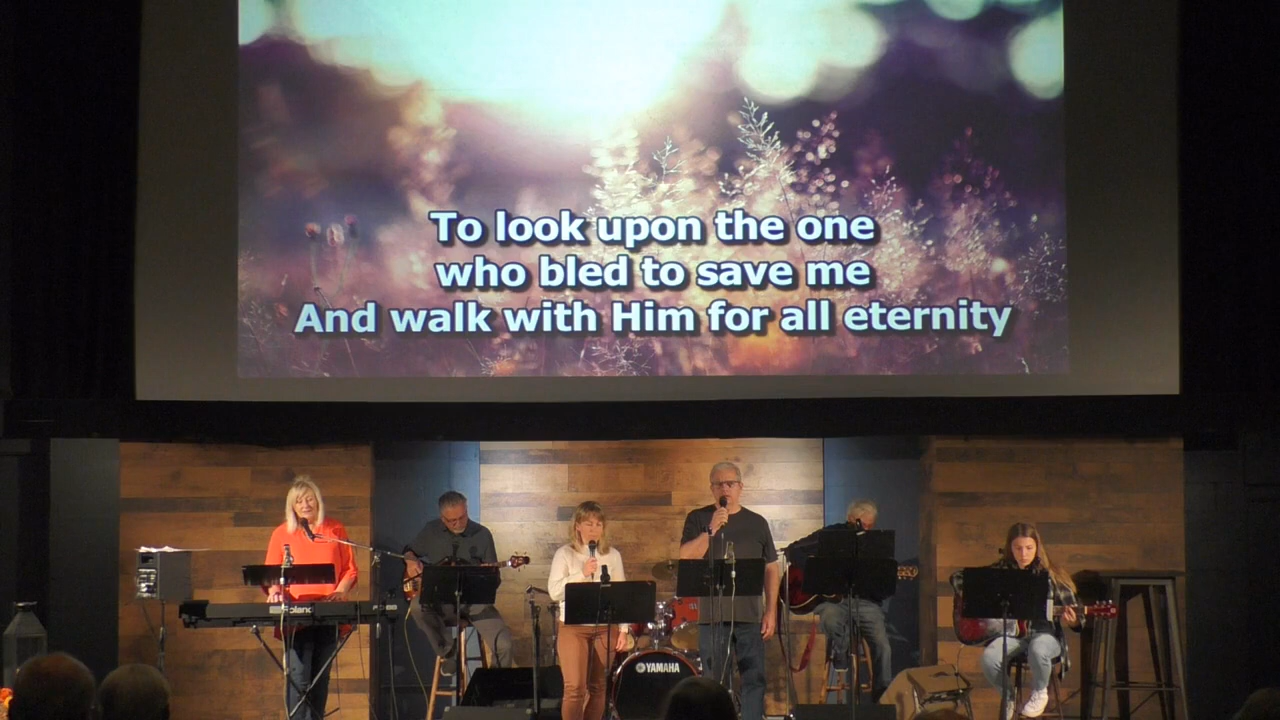 To look upon the one
who bled to save me
And walk with Him for all eternity
Roland
YAMAHA